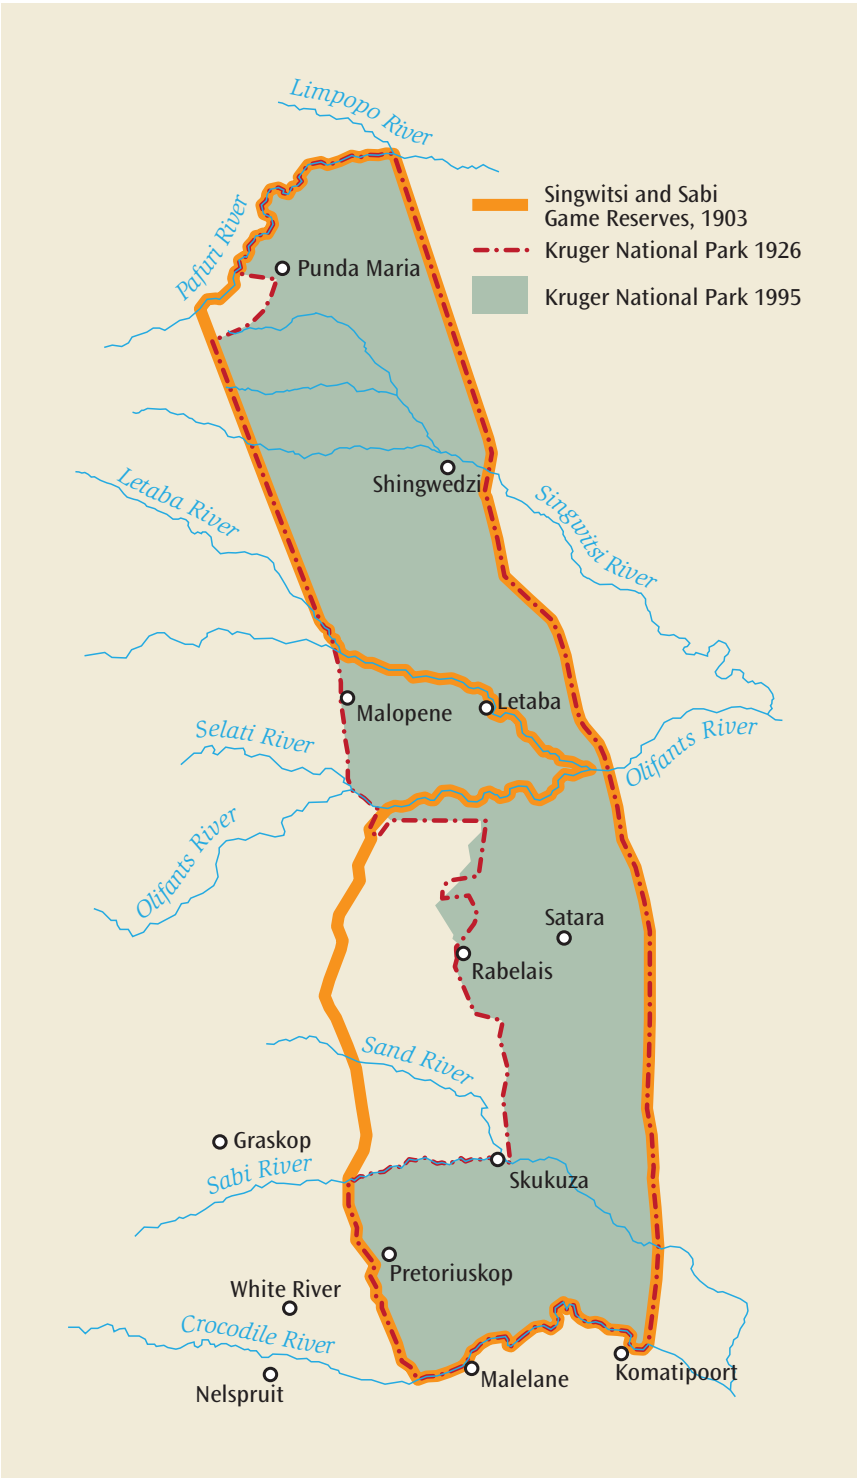 Limpopo River
Singwitsi and Sabi
Game Reserves, 1903
Kruger National Park 1926
Kruger National Park 1995
Pafuri River
Punda Maria
Shingwedzi
Letaba River
Singwitsi River
Letaba
Malopene
Selati River
Olifants River
Olifants River
Satara
Rabelais
Sand River
Graskop
Sabi River
Skukuza
Pretoriuskop
White River
Crocodile River
Malelane
Komatipoort
Nelspruit